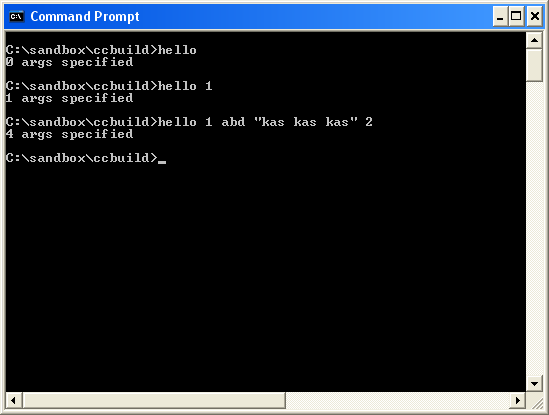 Command Prompt
C:\sandbox\ccbuild>hello
0 args specified
C:\sandbox\ccbuild>hello 1
1 args specified
C:\sandbox\ccbuild>hello 1 abd "kas kas kas" 2
4 args specified
C:\sandbox\ccbuild>_